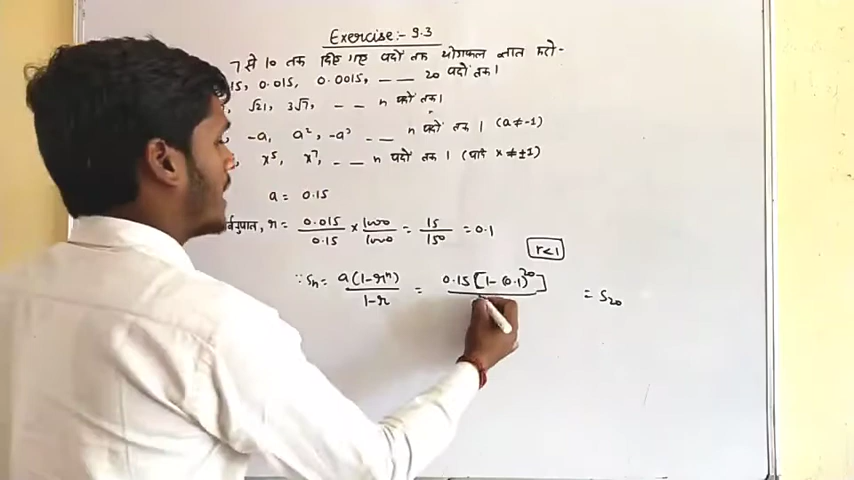 Exercise:- 9.3
7 से 10 तक दिए गए पदों तक योगफल ज्ञात करो-
15, 0.015, 0.0015, _ _ 20 पदों तक।
√21, 3√7, _ _ n पदों तक।
-a, a², -a³ _ _ n पदों तक। (a≠-1)
x⁵, x⁷, _ _ n पदों तक। (यदि x≠±1)
a = 0.15
र्वानुपात, r = 0.015/0.15 × 1000/1000 = 15/150 = 0.1
r<1
∵ Sn = a(1-rⁿ)/1-r = 0.15[1-(0.1)²⁰] = S₂₀